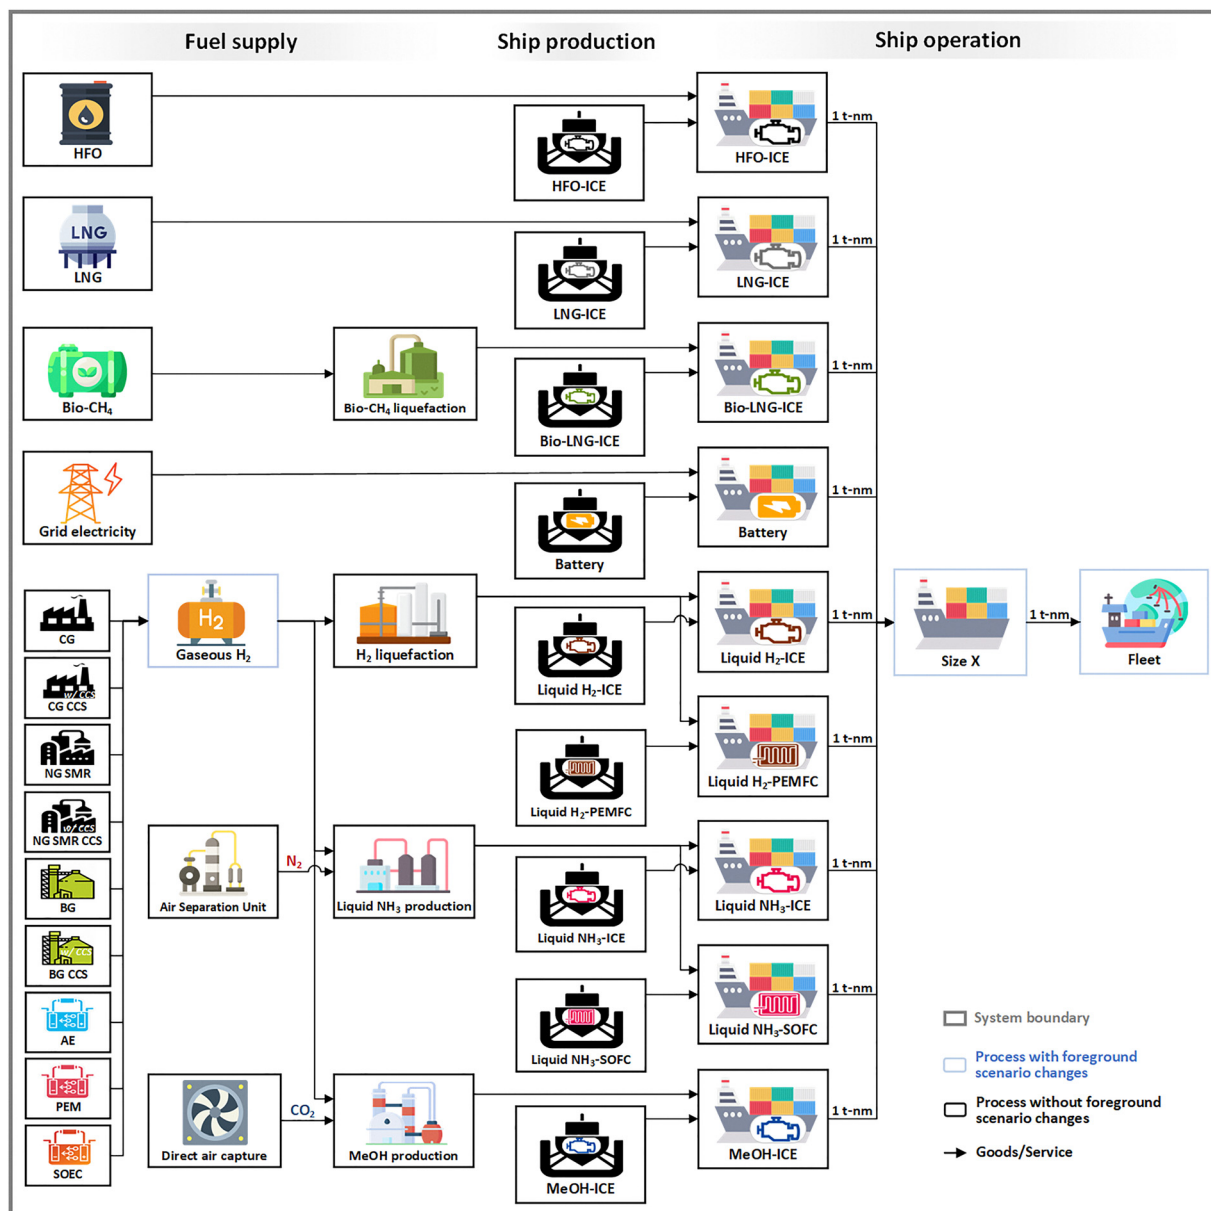 Fuel supply
Ship production
Ship operation
HFO
HFO-ICE
HFO-ICE
1 t-nm
LNG
LNG
LNG-ICE
LNG-ICE
1 t-nm
Bio-CH₄
Bio-CH₄ liquefaction
Bio-LNG-ICE
Bio-LNG-ICE
1 t-nm
Grid electricity
Battery
Battery
1 t-nm
CG
w/ CCS
CG CCS
NG SMR
w/ CCS
NG SMR CCS
BG
w/ CCS
BG CCS
AE
PEM
SOEC
H₂
Gaseous H₂
H₂ liquefaction
Liquid H₂-ICE
Liquid H₂-ICE
1 t-nm
Size X
1 t-nm
Fleet
Liquid H₂-PEMFC
Liquid H₂-PEMFC
1 t-nm
Air Separation Unit
N₂
Liquid NH₃ production
Liquid NH₃-ICE
Liquid NH₃-ICE
1 t-nm
Liquid NH₃-SOFC
Liquid NH₃-SOFC
1 t-nm
Direct air capture
CO₂
MeOH production
MeOH-ICE
MeOH-ICE
1 t-nm
System boundary
Process with foreground
scenario changes
Process without foreground
scenario changes
Goods/Service